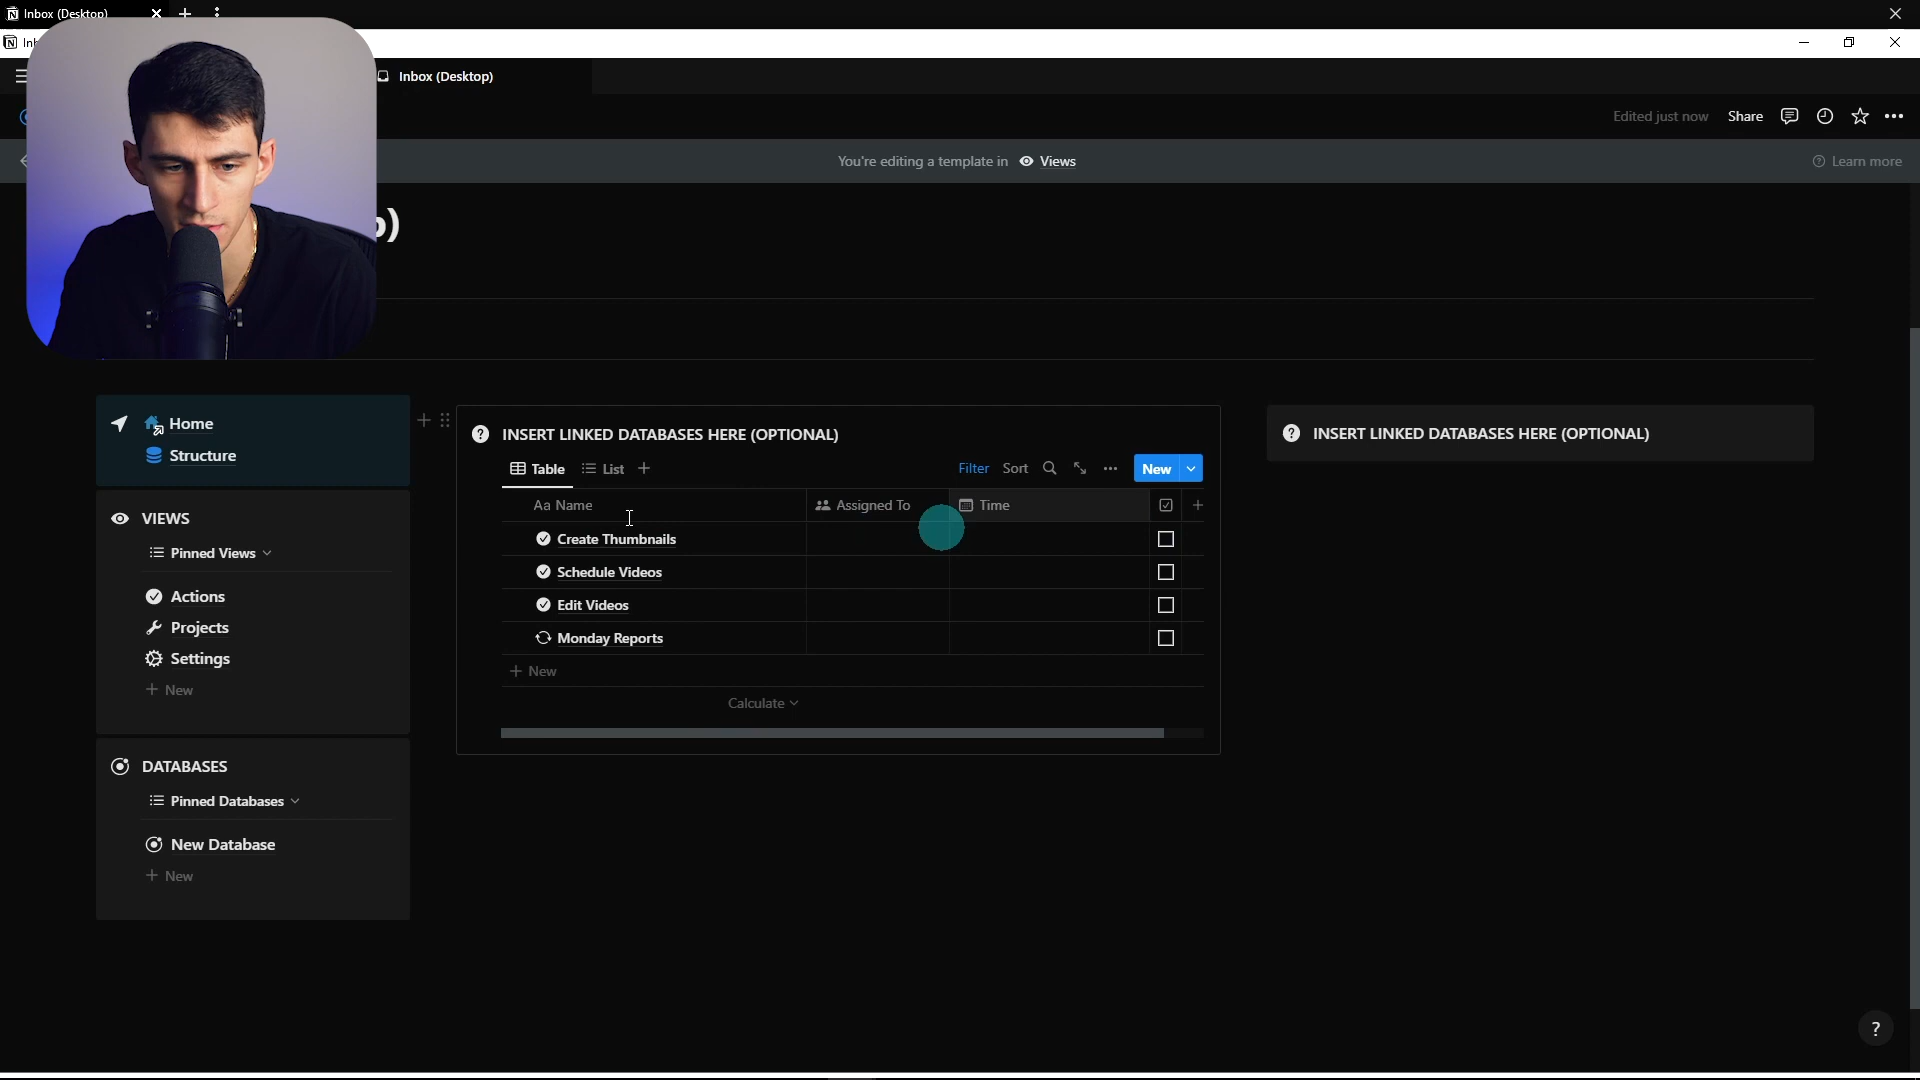 Inbox (Desktop)
Inb
Inbox (Desktop)
Edited just now Share
You're editing a template in Views
Learn more
p)
Home
Structure
VIEWS
Pinned Views
Actions
Projects
Settings
+ New
DATABASES
Pinned Databases
New Database
+ New
INSERT LINKED DATABASES HERE (OPTIONAL)
Table List + Filter Sort New
Aa Name Assigned To Time
Create Thumbnails
Schedule Videos
Edit Videos
Monday Reports
+ New
Calculate
INSERT LINKED DATABASES HERE (OPTIONAL)
?